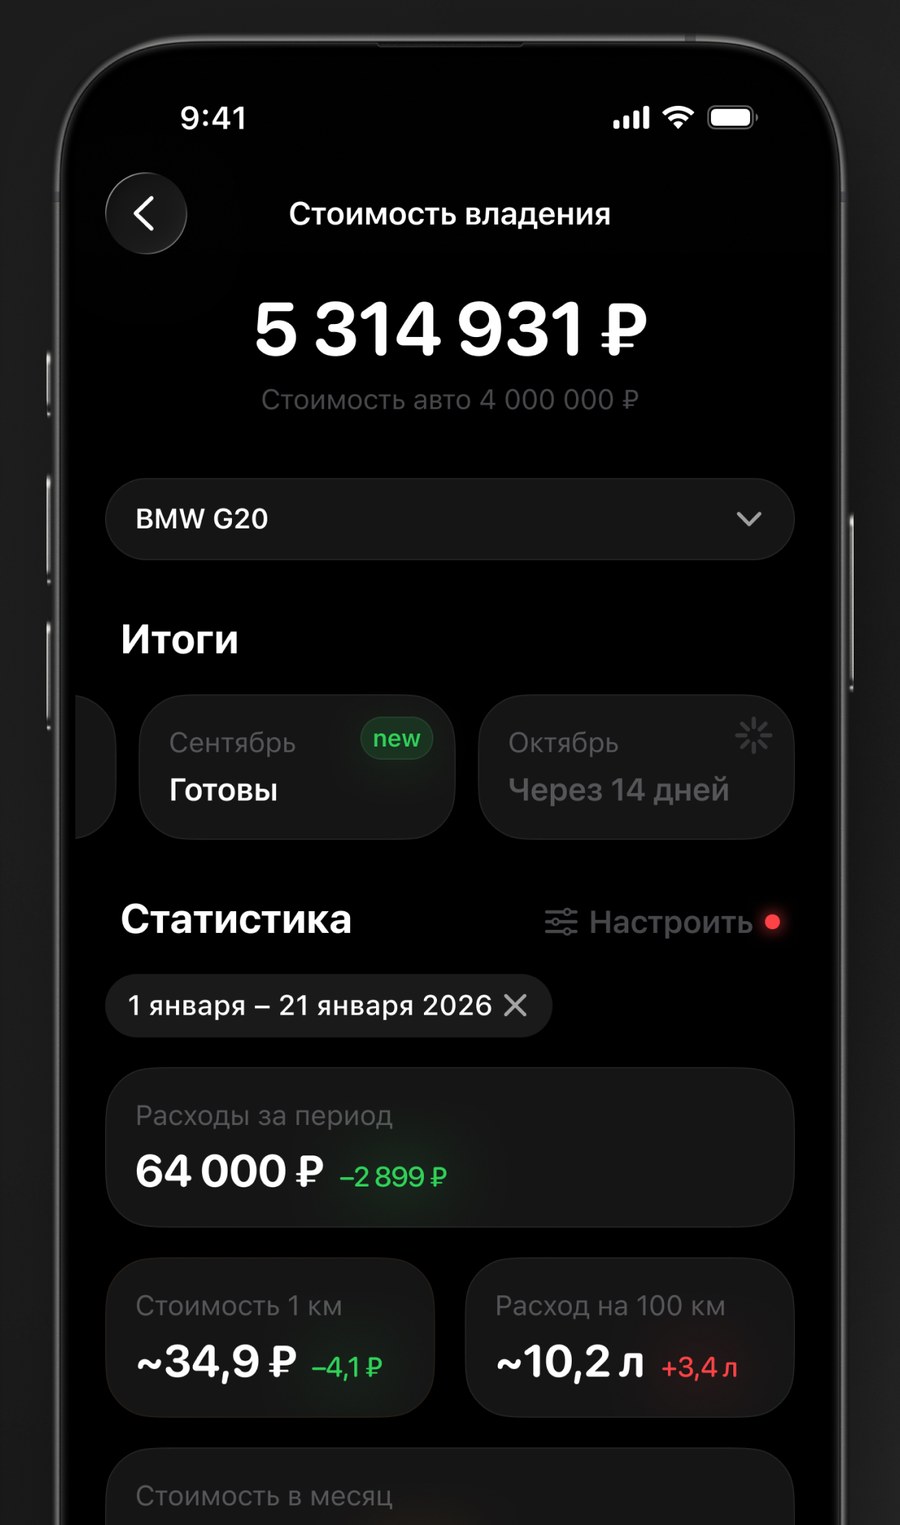 9:41
Стоимость владения
5 314 931 ₽
Стоимость авто 4 000 000 ₽
BMW G20
Итоги
Сентябрь new
Готовы
Октябрь
Через 14 дней
Статистика
Настроить
1 января – 21 января 2026
Расходы за период
64 000 ₽ −2 899 ₽
Стоимость 1 км
~34,9 ₽ −4,1 ₽
Расход на 100 км
~10,2 л +3,4 л
Стоимость в месяц